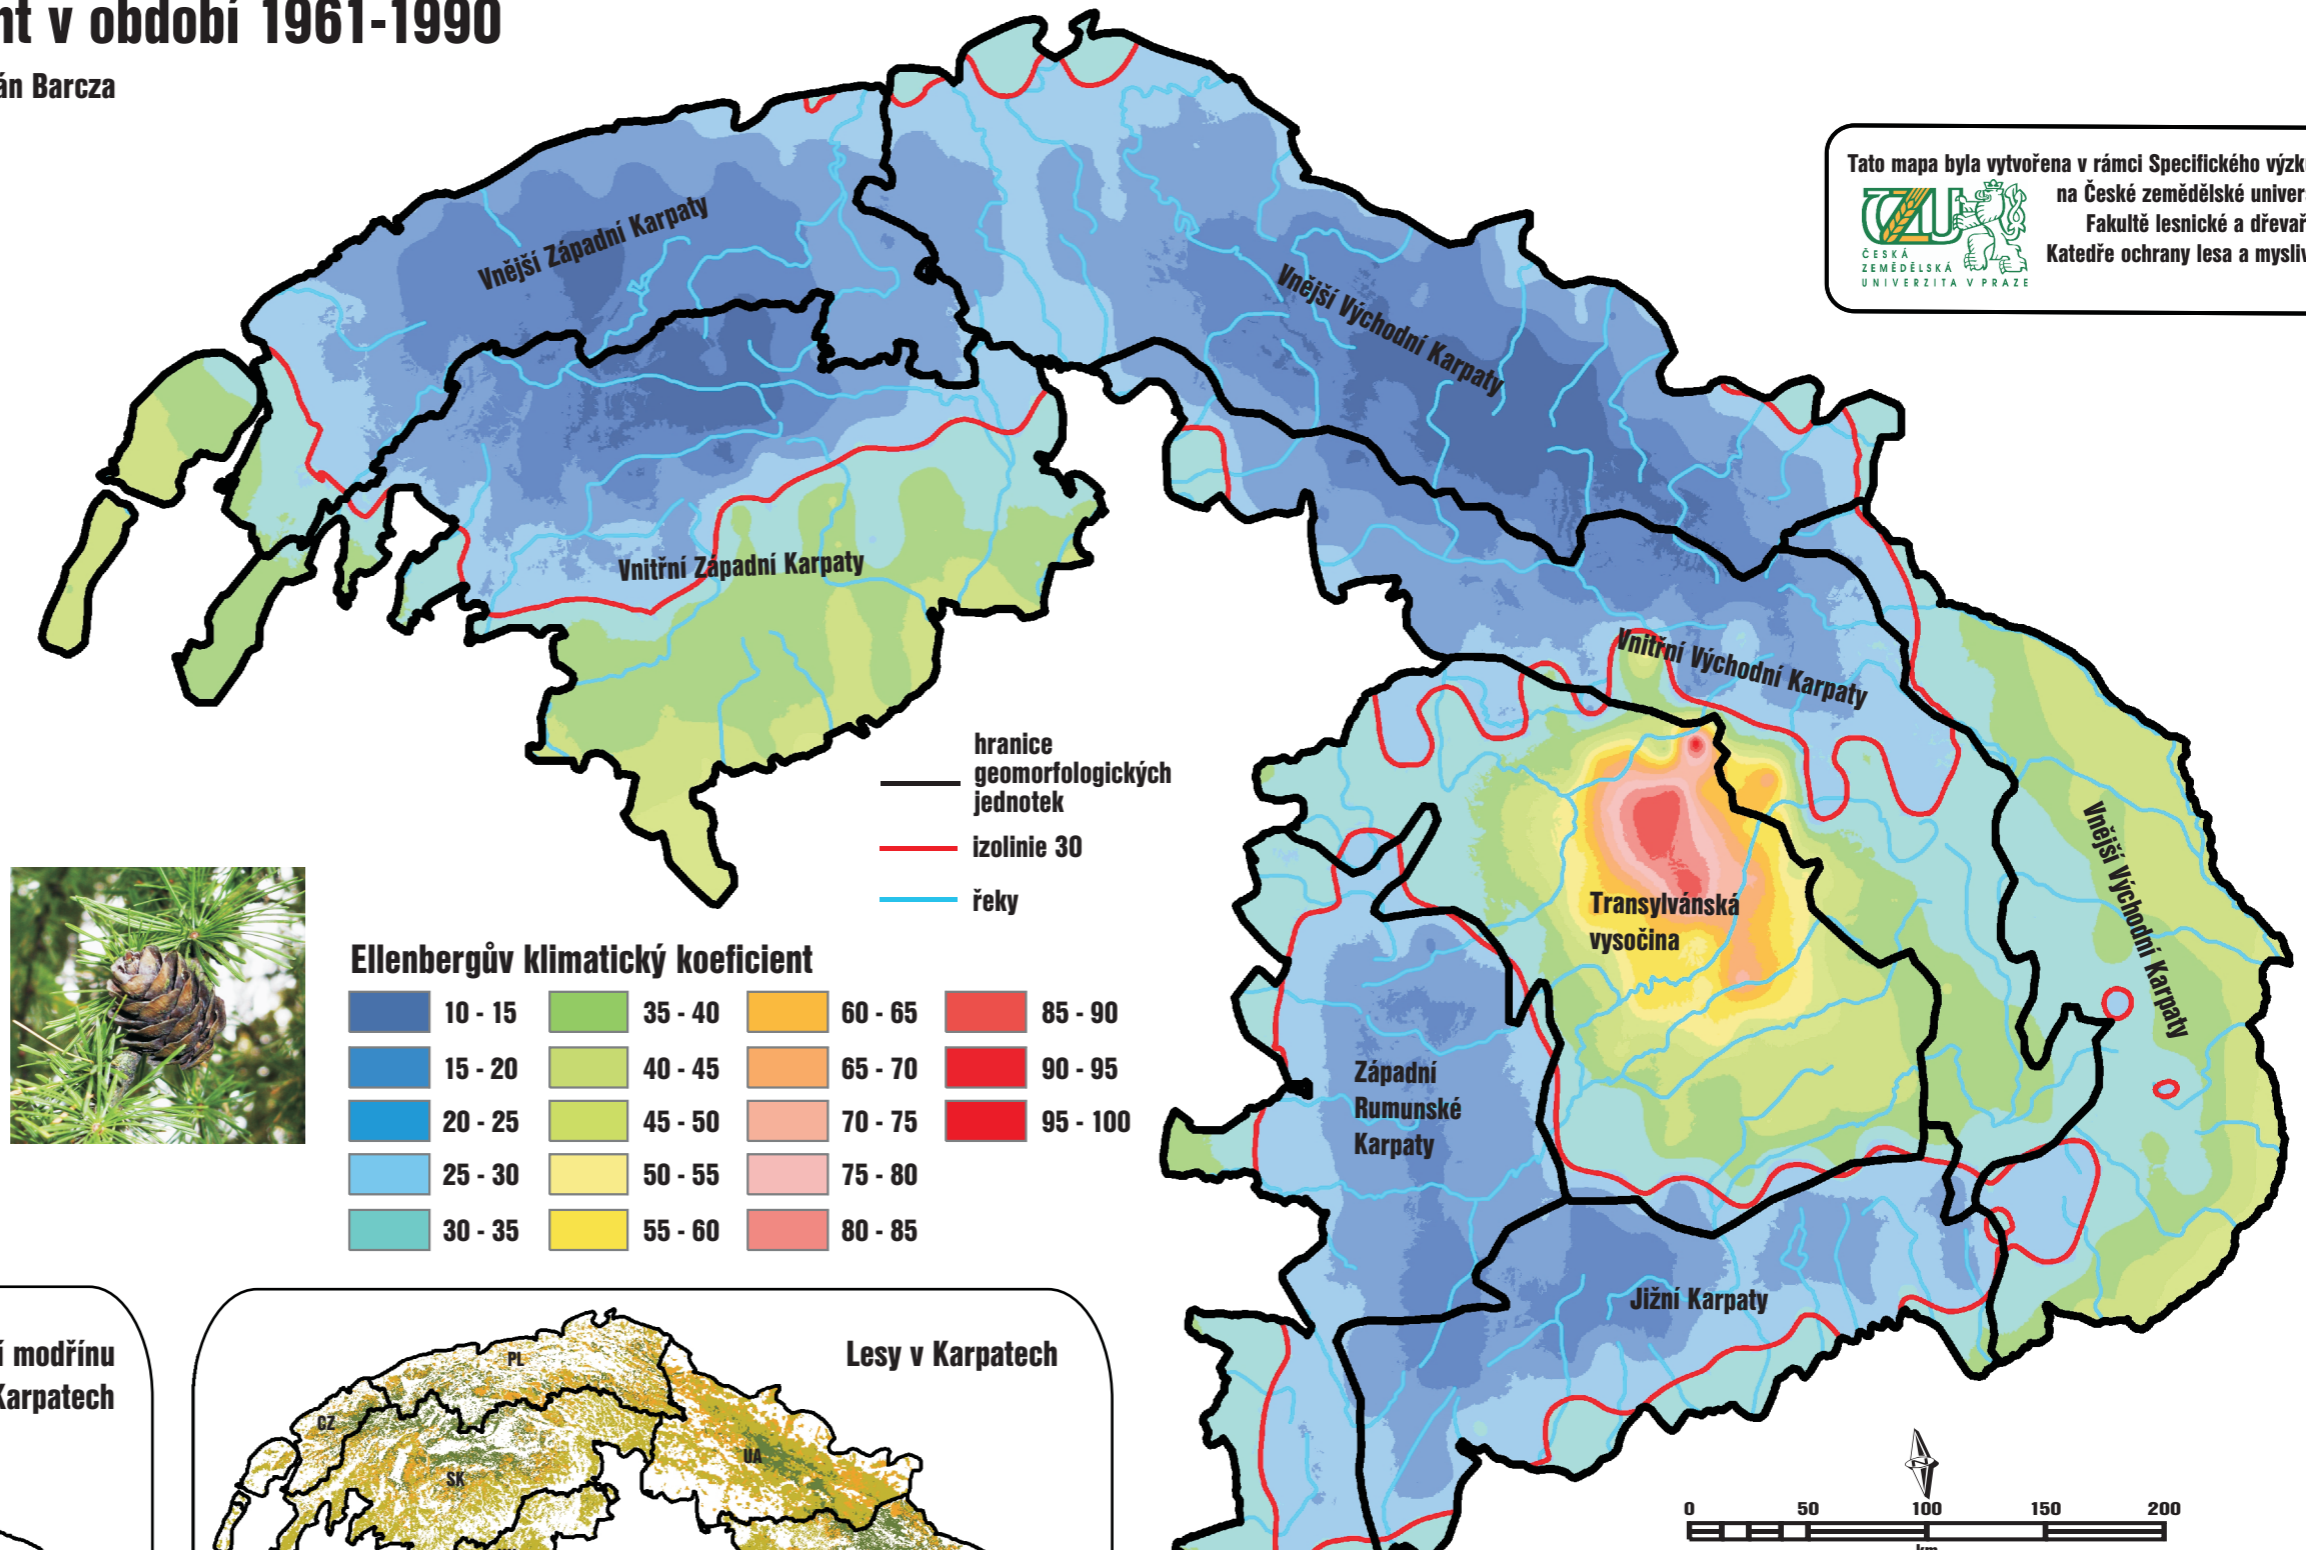 nt v období 1961-1990
án Barcza
Tato mapa byla vytvořena v rámci Specifického výzk
na České zemědělské univer
Fakultě lesnické a dřevař
Katedře ochrany lesa a mysliv
ČZU
ČESKÁ
ZEMĚDĚLSKÁ
UNIVERZITA V PRAZE
Vnější Západní Karpaty
Vnější Východní Karpaty
Vnitřní Západní Karpaty
Vnitřní Východní Karpaty
Vnější Východní Karpaty
Transylvánská
vysočina
Západní
Rumunské
Karpaty
Jižní Karpaty
hranice
geomorfologických
jednotek
izolinie 30
řeky
Ellenbergův klimatický koeficient
10 - 15
15 - 20
20 - 25
25 - 30
30 - 35
35 - 40
40 - 45
45 - 50
50 - 55
55 - 60
60 - 65
65 - 70
70 - 75
75 - 80
80 - 85
85 - 90
90 - 95
95 - 100
í modřínu
Karpatech
Lesy v Karpatech
PL
CZ
SK
UA
N
0 50 100 150 200
km